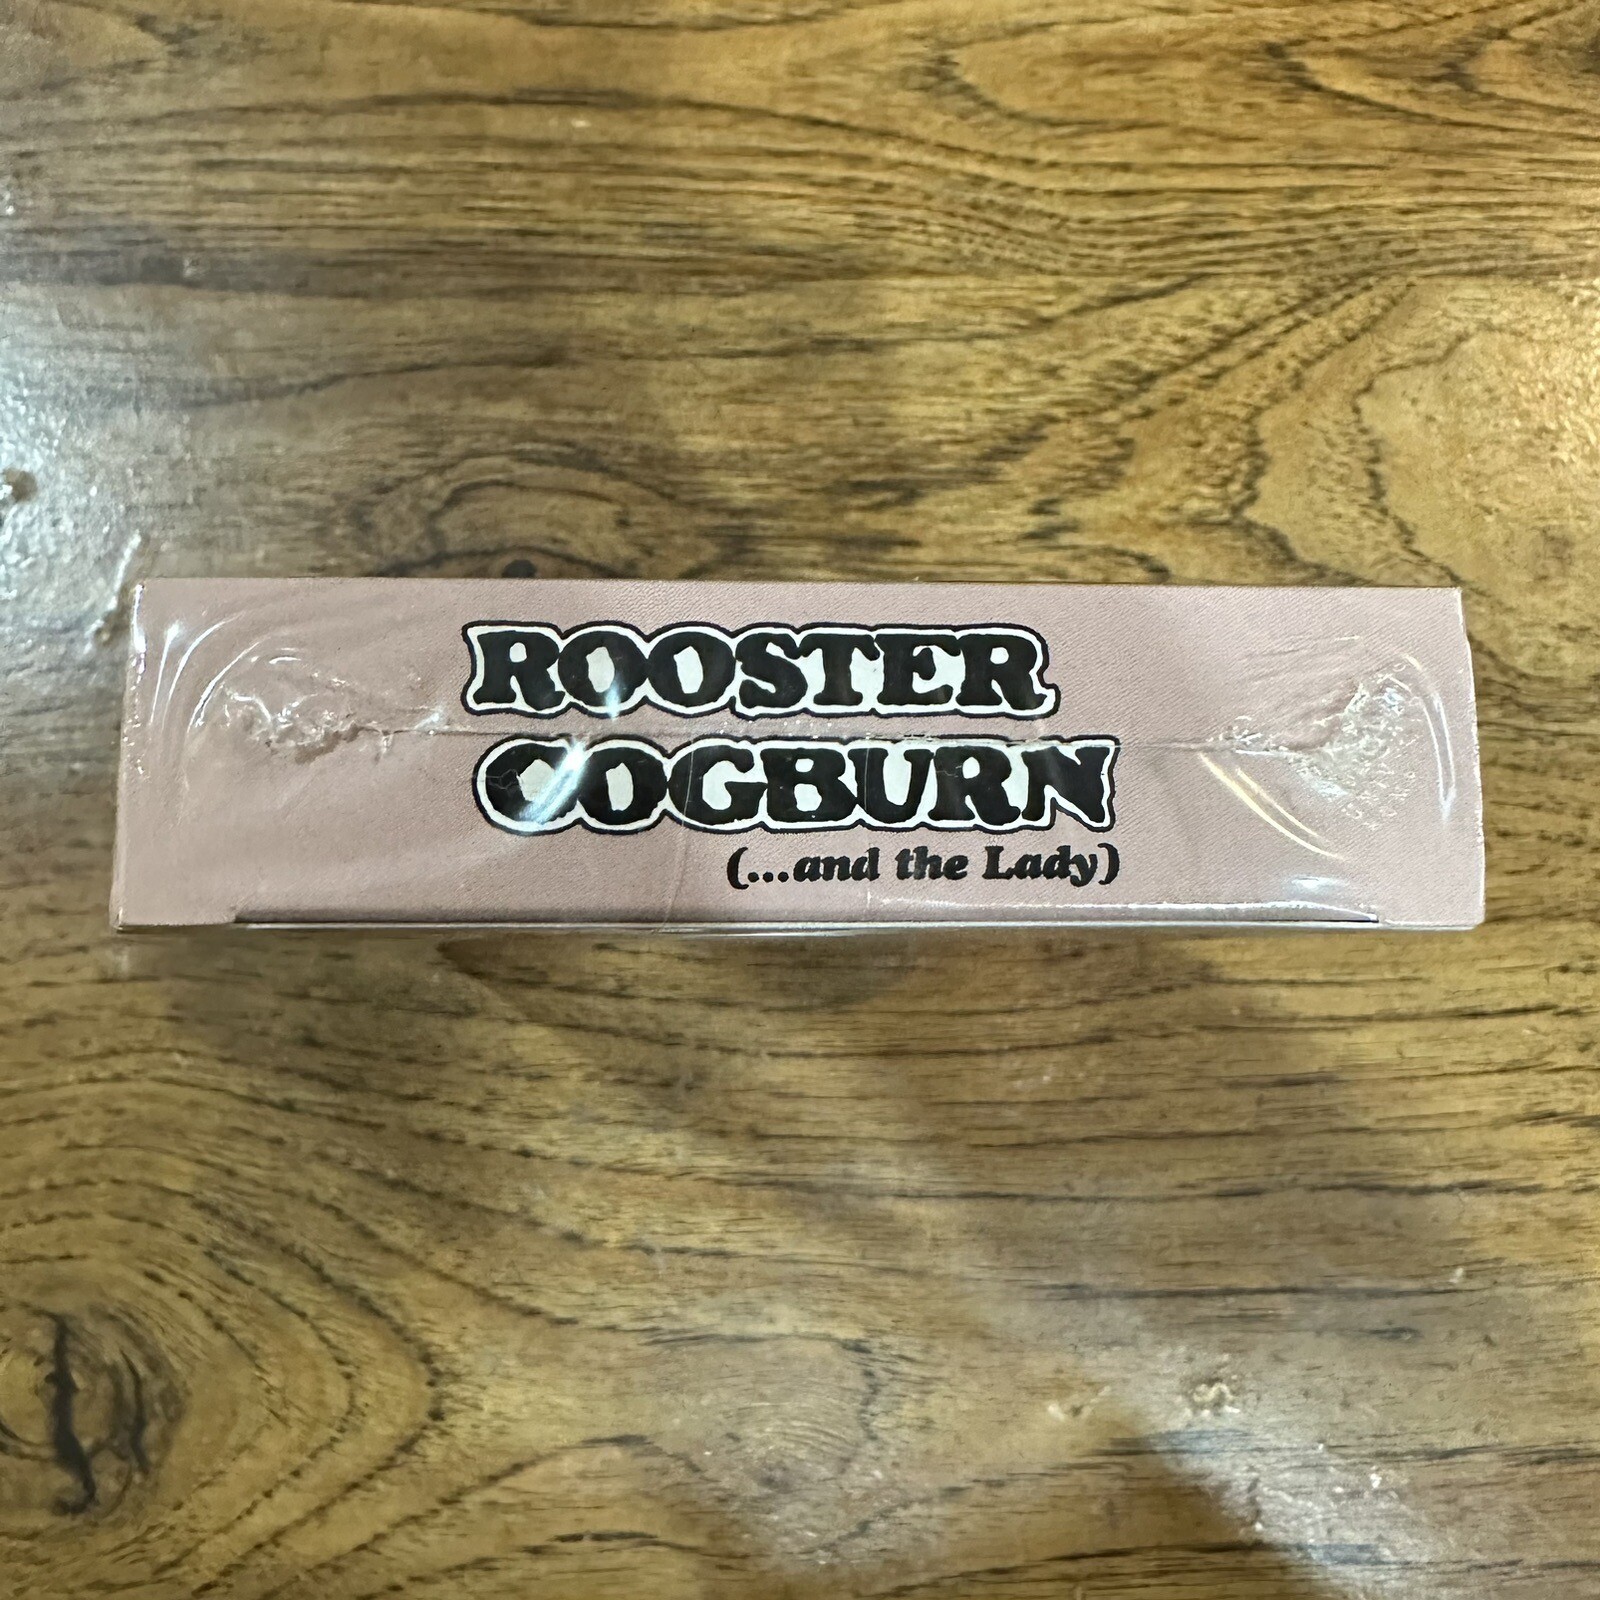 ROOSTER
COGBURN
(...and the Lady)